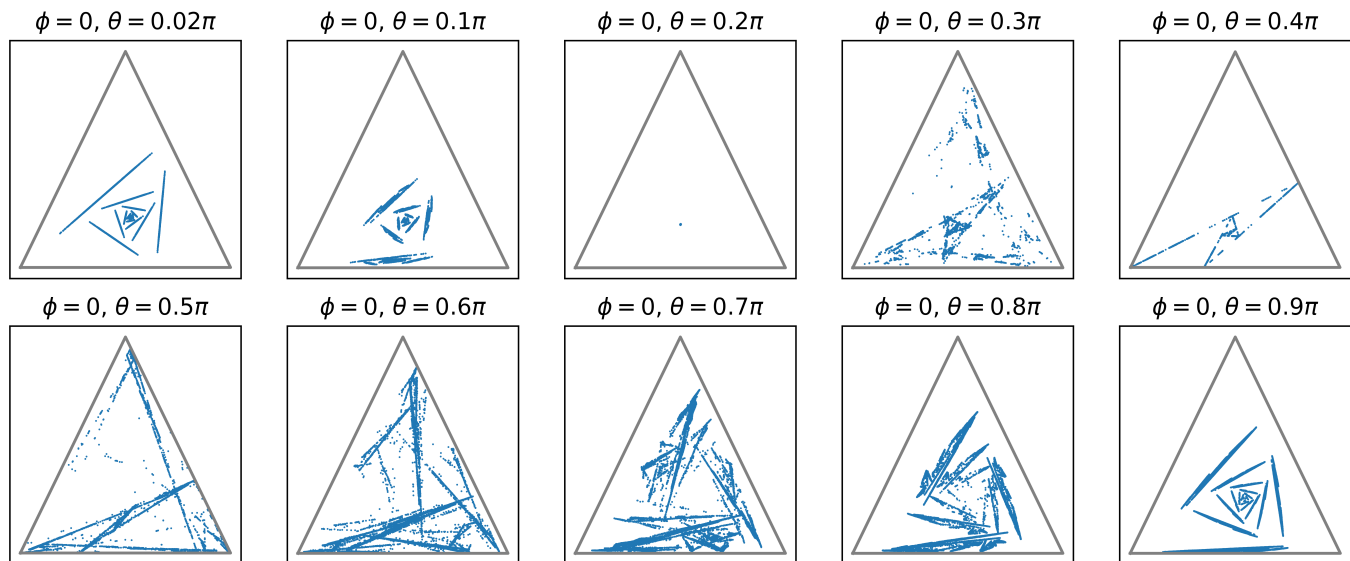 ϕ = 0, θ = 0.02π
ϕ = 0, θ = 0.1π
ϕ = 0, θ = 0.2π
ϕ = 0, θ = 0.3π
ϕ = 0, θ = 0.4π
ϕ = 0, θ = 0.5π
ϕ = 0, θ = 0.6π
ϕ = 0, θ = 0.7π
ϕ = 0, θ = 0.8π
ϕ = 0, θ = 0.9π